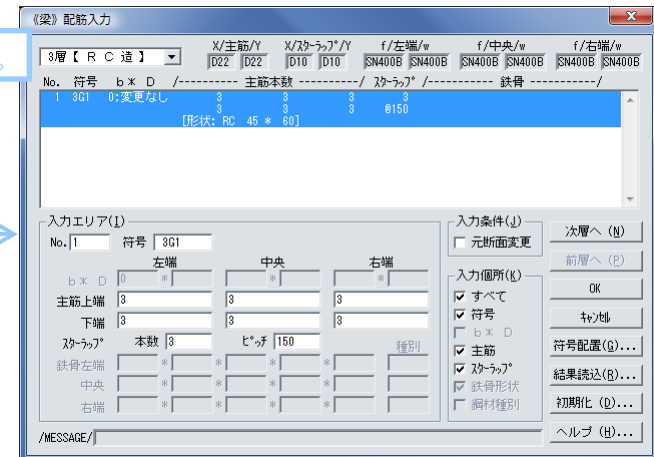 《梁》 配筋入力
X/主筋/Y X/スターラップ/Y f/左端/w f/中央/w f/右端/w
3層【 R C 造 】 D22 D22 D10 D10 SN400B SN400B SN400B SN400B SN400B SN400B
No. 符号 b＊ D /---------- 主筋本数 ----------/ スターラップ /---------- 鉄骨 ----------/
1 3G1 0;変更なし 3 3 3 3
3 3 3 @150
[形状: RC 45 * 60]
入力エリア(I)
No. 1 符号 3G1
左端 中央 右端
b＊ D 0 * * *
主筋上端 3 3 3
下端 3 3 3
スターラップ 本数 3 ピッチ 150 種別
鉄骨左端 * * *
中央 * * *
右端 * * *
入力条件(J)
元断面変更
入力個所(K)
すべて
符号
b＊ D
主筋
スターラップ
鉄骨形状
鋼材種別
次層へ (N)
前層へ (P)
OK
キャンセル
符号配置(G)...
結果読込(R)...
初期化 (D)...
ヘルプ (H)...
/MESSAGE/